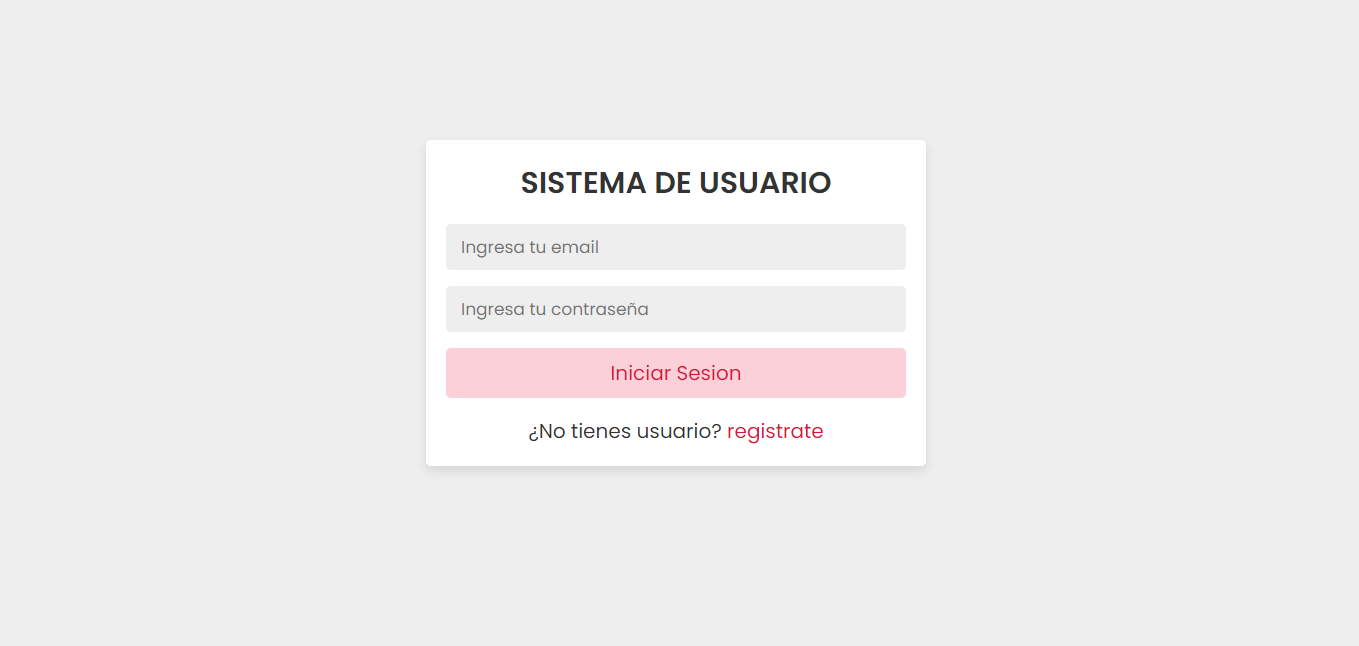 SISTEMA DE USUARIO
Ingresa tu email
Ingresa tu contraseña
Iniciar Sesion
¿No tienes usuario? registrate